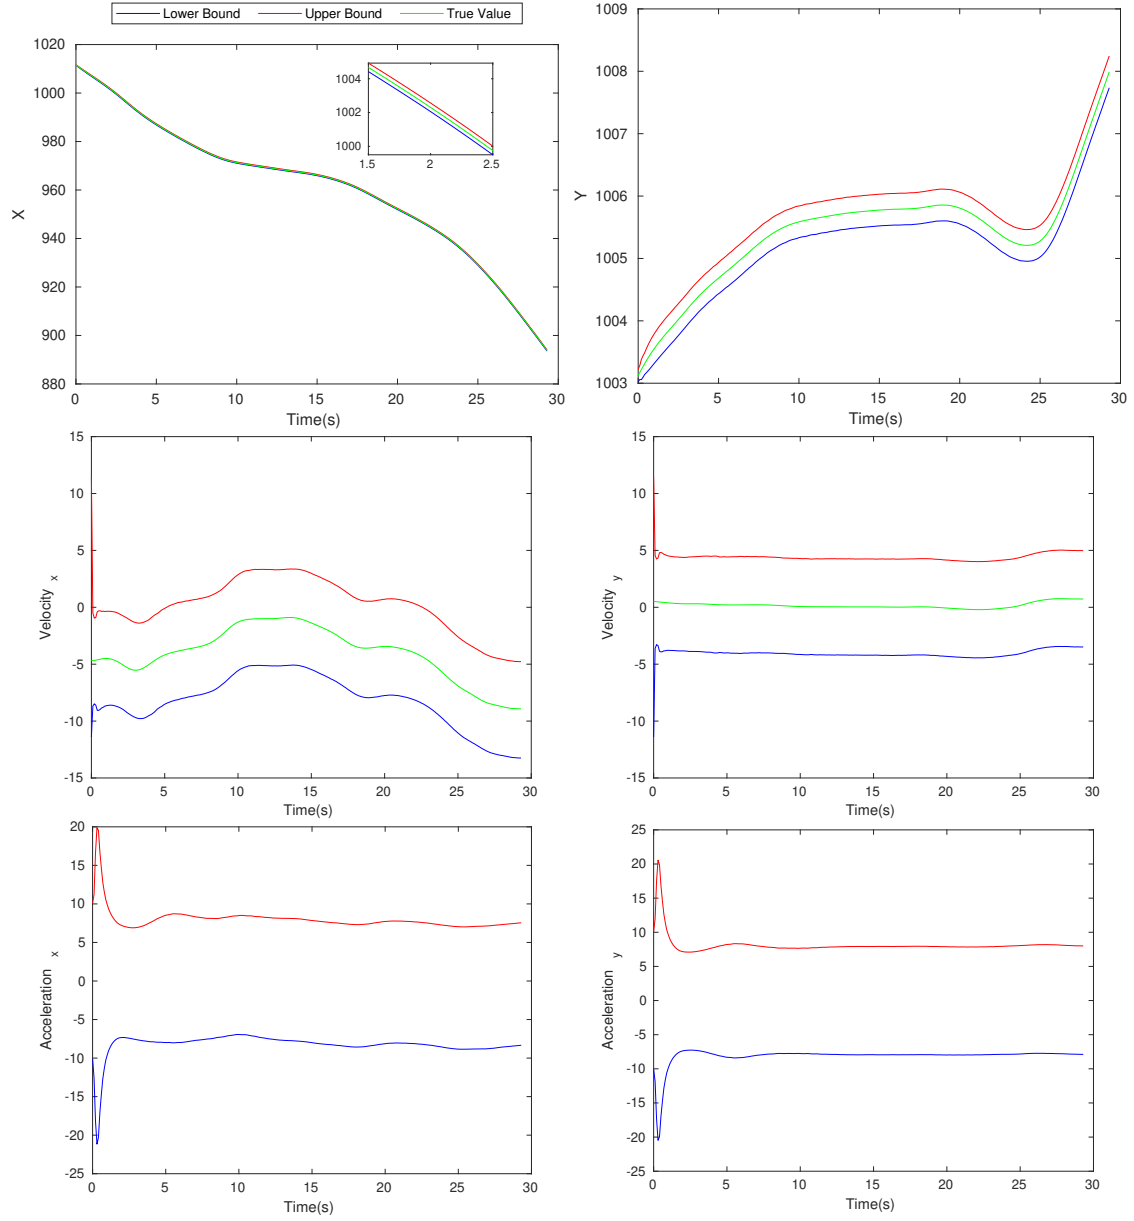 Lower Bound Upper Bound True Value
1020
1000
980
960
940
920
900
880
X
1004
1002
1000
1.5 2 2.5
0 5 10 15 20 25 30
Time(s)
1009
1008
1007
1006
1005
1004
1003
Y
0 5 10 15 20 25 30
Time(s)
15
10
5
0
-5
-10
-15
Velocity x
0 5 10 15 20 25 30
Time(s)
15
10
5
0
-5
-10
-15
Velocity y
0 5 10 15 20 25 30
Time(s)
20
15
10
5
0
-5
-10
-15
-20
-25
Acceleration x
0 5 10 15 20 25 30
Time(s)
25
20
15
10
5
0
-5
-10
-15
-20
-25
Acceleration y
0 5 10 15 20 25 30
Time(s)